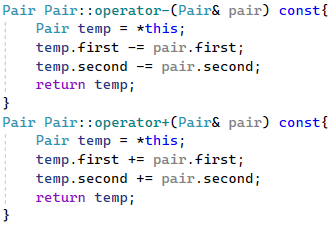 Pair Pair::operator-(Pair& pair) const{
    Pair temp = *this;
    temp.first -= pair.first;
    temp.second -= pair.second;
    return temp;
}
Pair Pair::operator+(Pair& pair) const{
    Pair temp = *this;
    temp.first += pair.first;
    temp.second += pair.second;
    return temp;
}